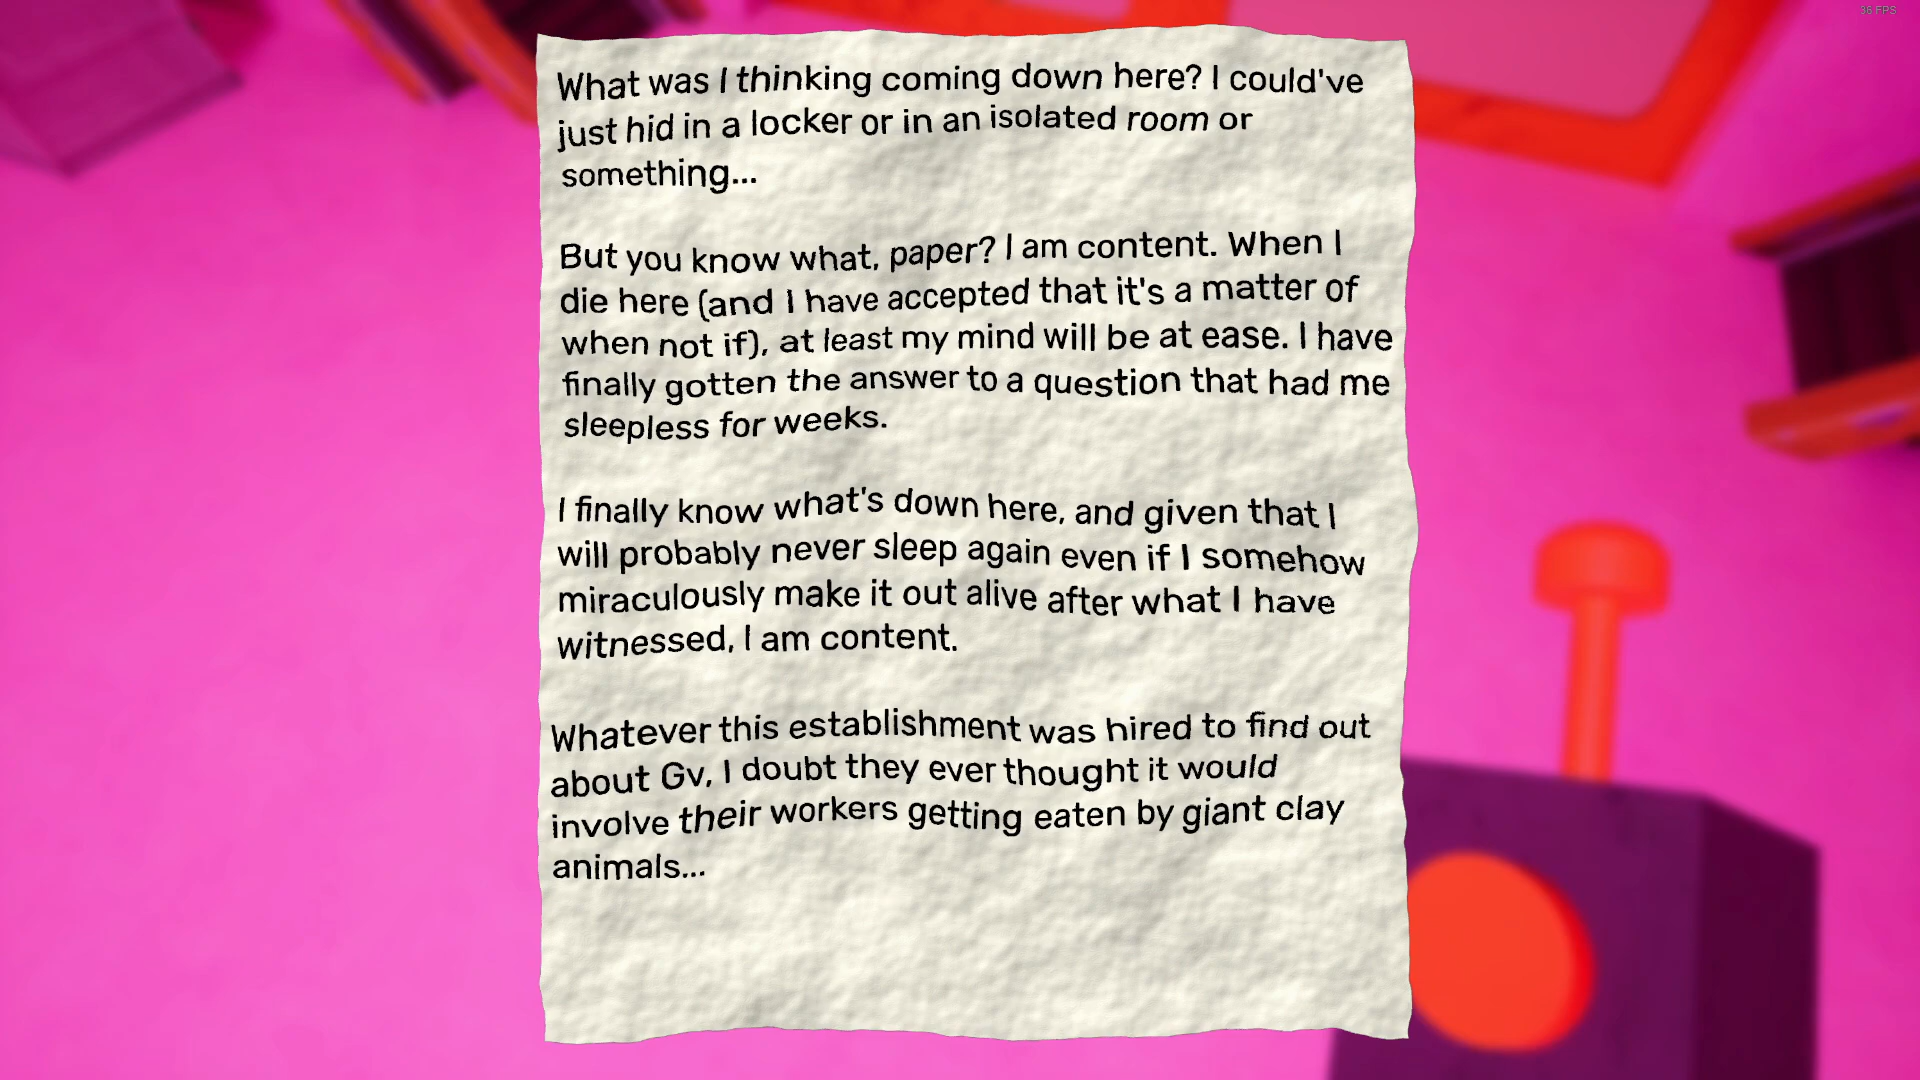 36 FPS
What was I thinking coming down here? I could've
just hid in a locker or in an isolated room or
something...
But you know what, paper? I am content. When I
die here (and I have accepted that it's a matter of
when not if), at least my mind will be at ease. I have
finally gotten the answer to a question that had me
sleepless for weeks.
I finally know what's down here, and given that I
will probably never sleep again even if I somehow
miraculously make it out alive after what I have
witnessed, I am content.
Whatever this establishment was hired to find out
about Gv, I doubt they ever thought it would
involve their workers getting eaten by giant clay
animals...